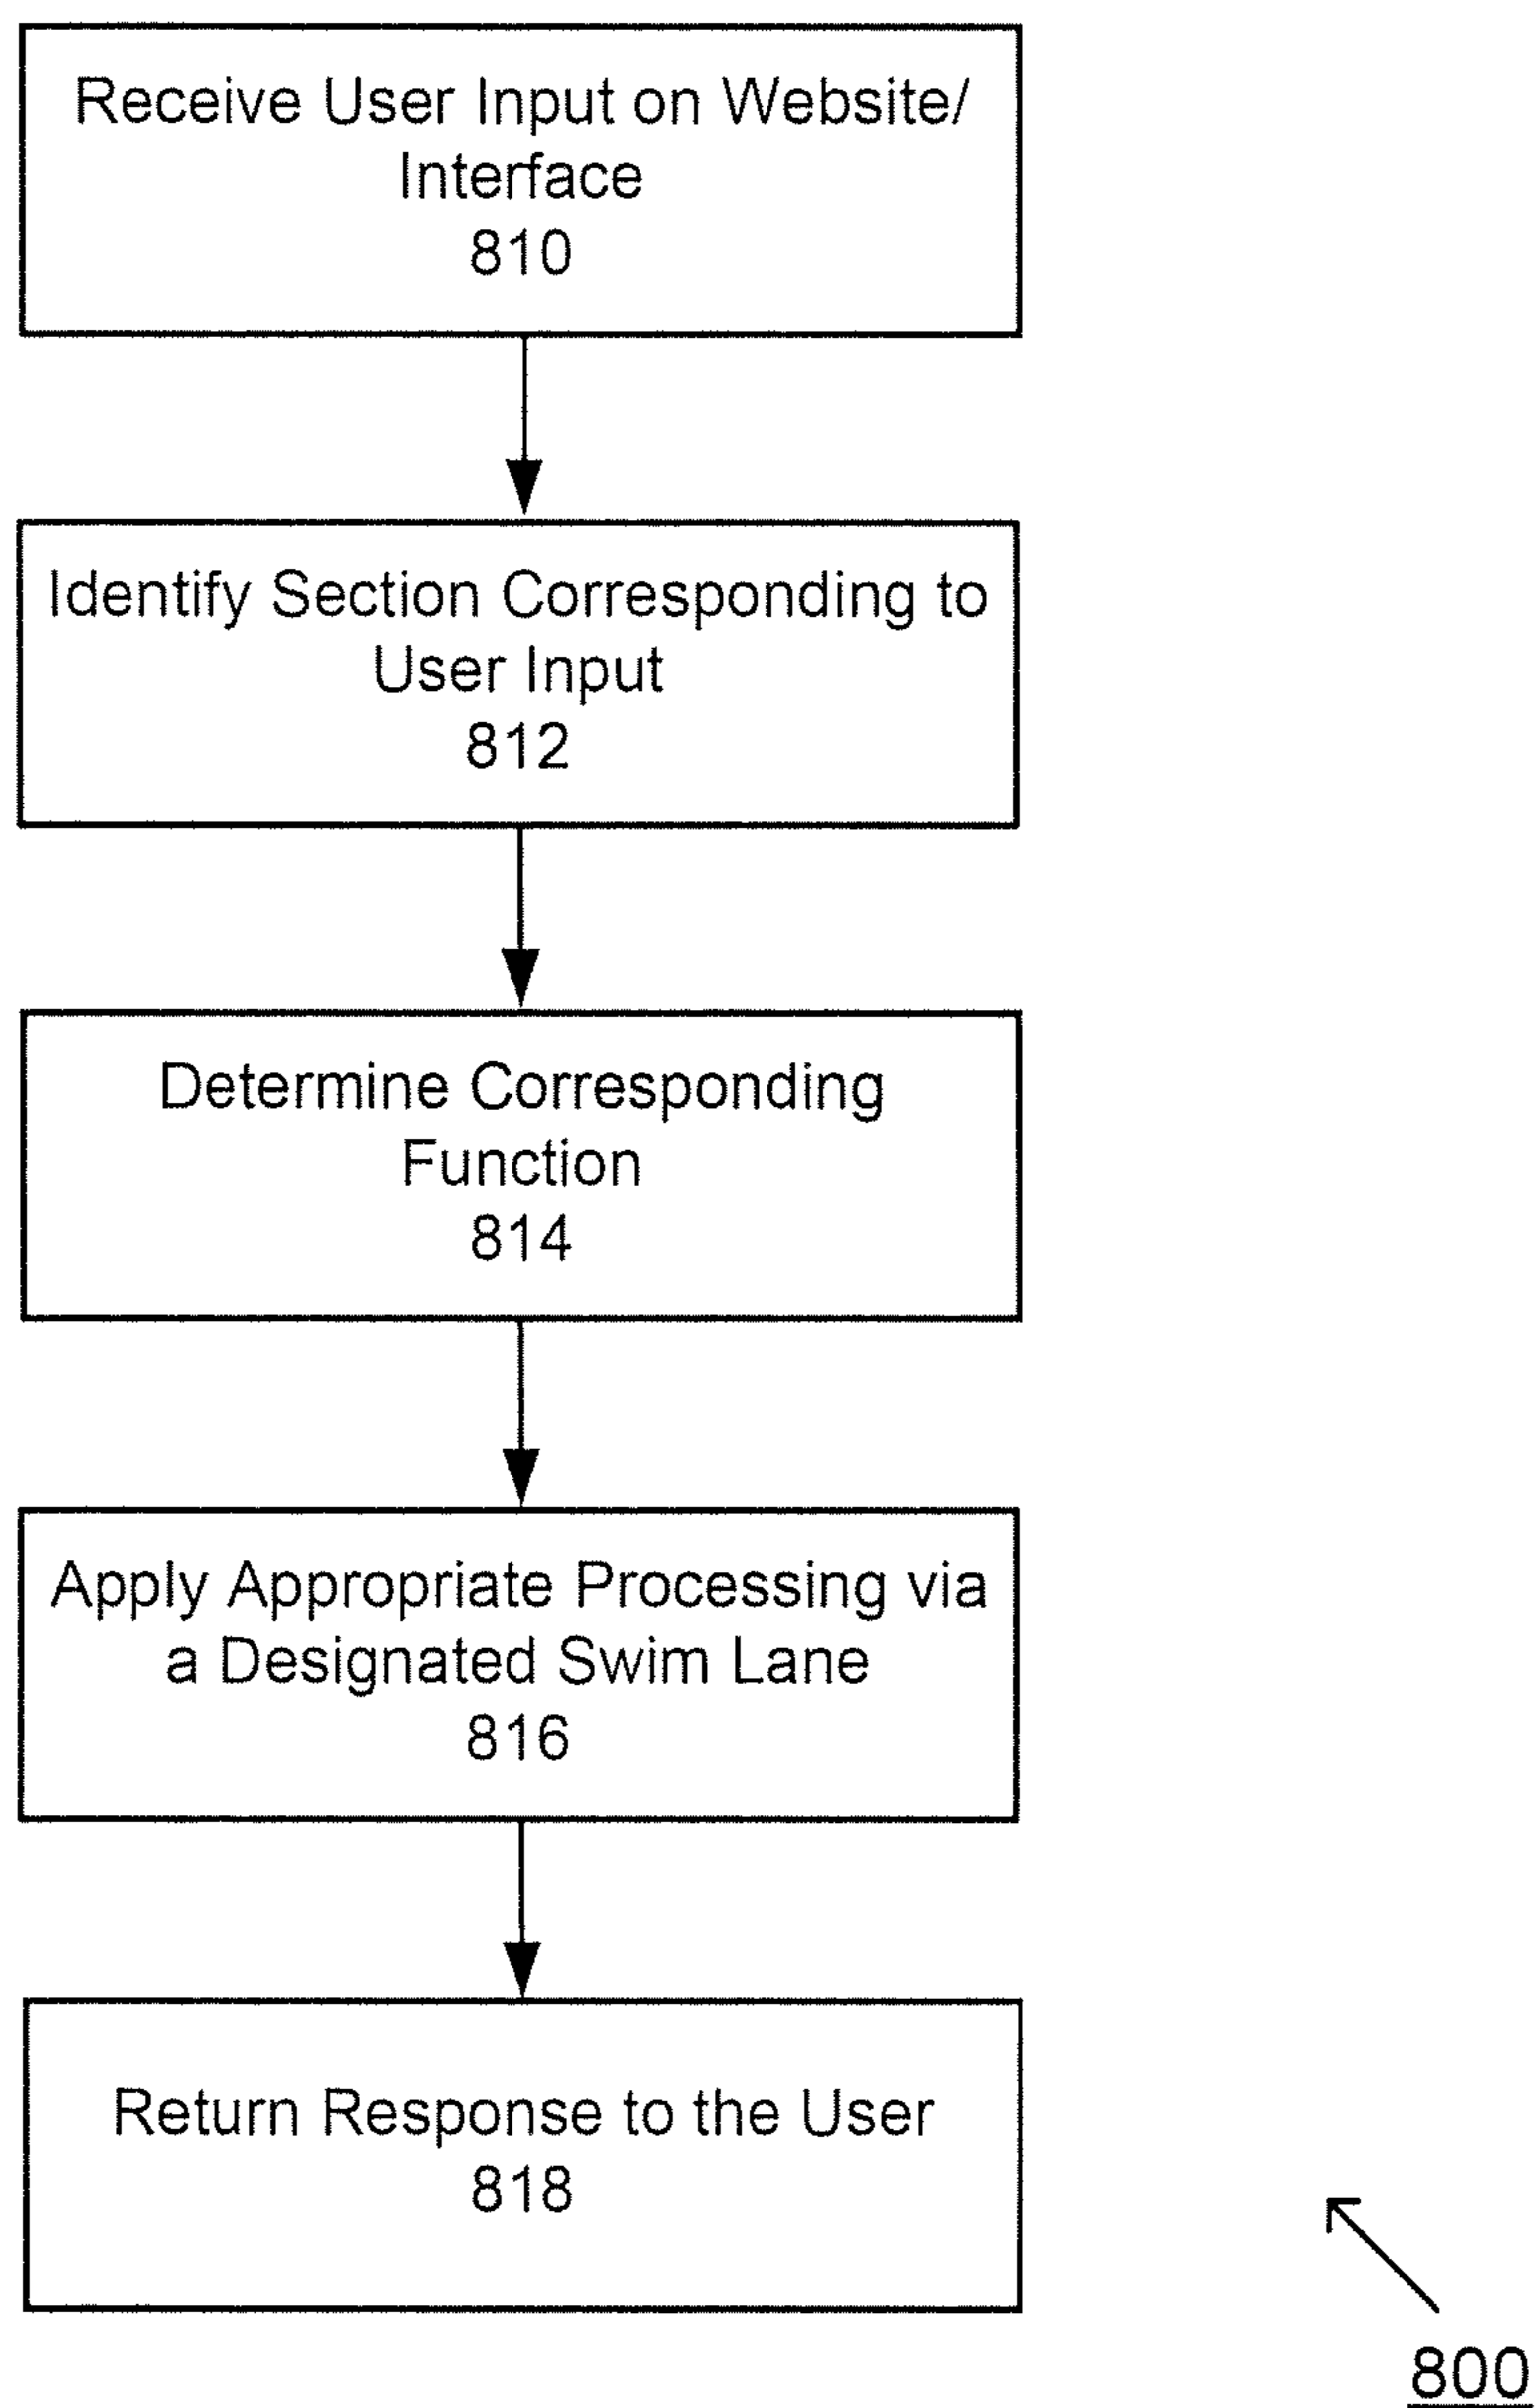 Receive User Input on Website/
Interface
810
Identify Section Corresponding to
User Input
812
Determine Corresponding
Function
814
Apply Appropriate Processing via
a Designated Swim Lane
816
Return Response to the User
818
800